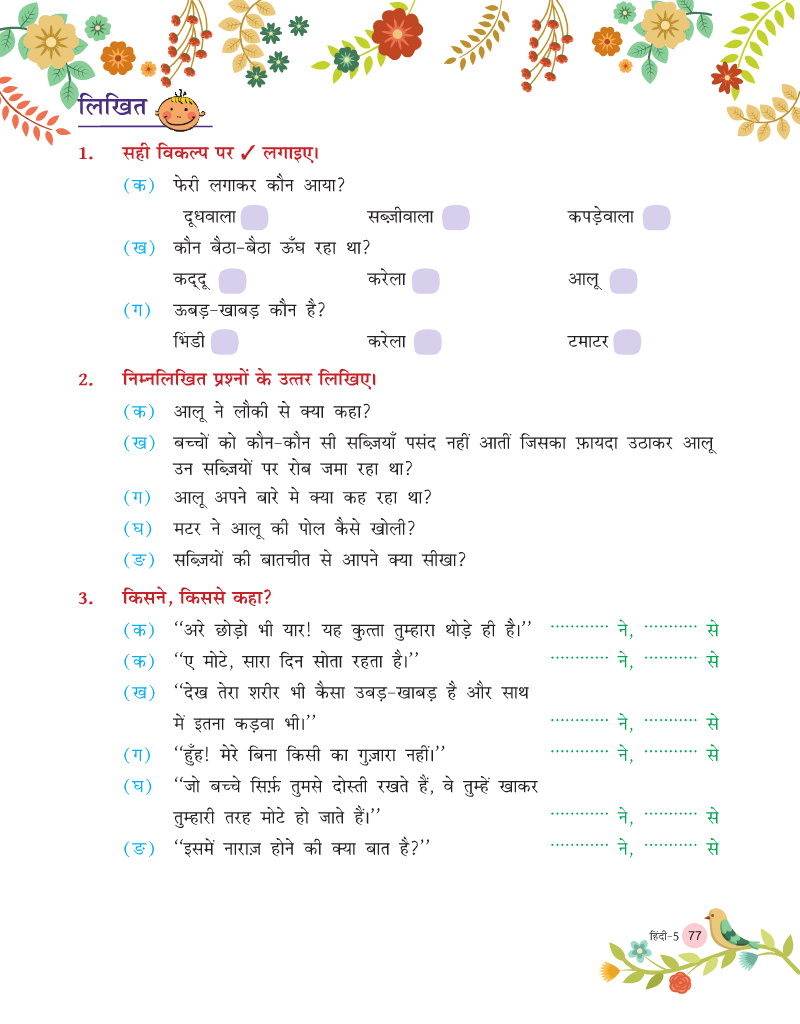 लिखित
1. सही विकल्प पर ✓ लगाइए।
(क) फेरी लगाकर कौन आया?
दूधवाला सब्ज़ीवाला कपड़ेवाला
(ख) कौन बैठा-बैठा ऊँघ रहा था?
कद्दू करेला आलू
(ग) ऊबड़-खाबड़ कौन है?
भिंडी करेला टमाटर
2. निम्नलिखित प्रश्नों के उत्तर लिखिए।
(क) आलू ने लौकी से क्या कहा?
(ख) बच्चों को कौन-कौन सी सब्ज़ियाँ पसंद नहीं आतीं जिसका फ़ायदा उठाकर आलू
उन सब्ज़ियों पर रोब जमा रहा था?
(ग) आलू अपने बारे मे क्या कह रहा था?
(घ) मटर ने आलू की पोल कैसे खोली?
(ङ) सब्ज़ियों की बातचीत से आपने क्या सीखा?
3. किसने, किससे कहा?
(क) ‘‘अरे छोड़ो भी यार! यह कुत्ता तुम्हारा थोड़े ही है।’’ ............ ने, ........... से
(क) ‘‘ए मोटे, सारा दिन सोता रहता है।’’ ............ ने, ........... से
(ख) ‘‘देख तेरा शरीर भी कैसा उबड़-खाबड़ है और साथ
में इतना कड़वा भी।’’ ............ ने, ........... से
(ग) ‘‘हुँह! मेरे बिना किसी का गुज़ारा नहीं।’’ ............ ने, ........... से
(घ) ‘‘जो बच्चे सिर्फ़ तुमसे दोस्ती रखते हैं, वे तुम्हें खाकर
तुम्हारी तरह मोटे हो जाते हैं।’’ ............ ने, ........... से
(ङ) ‘‘इसमें नाराज़ होने की क्या बात है?’’ ............ ने, ........... से
हिंदी-5 77